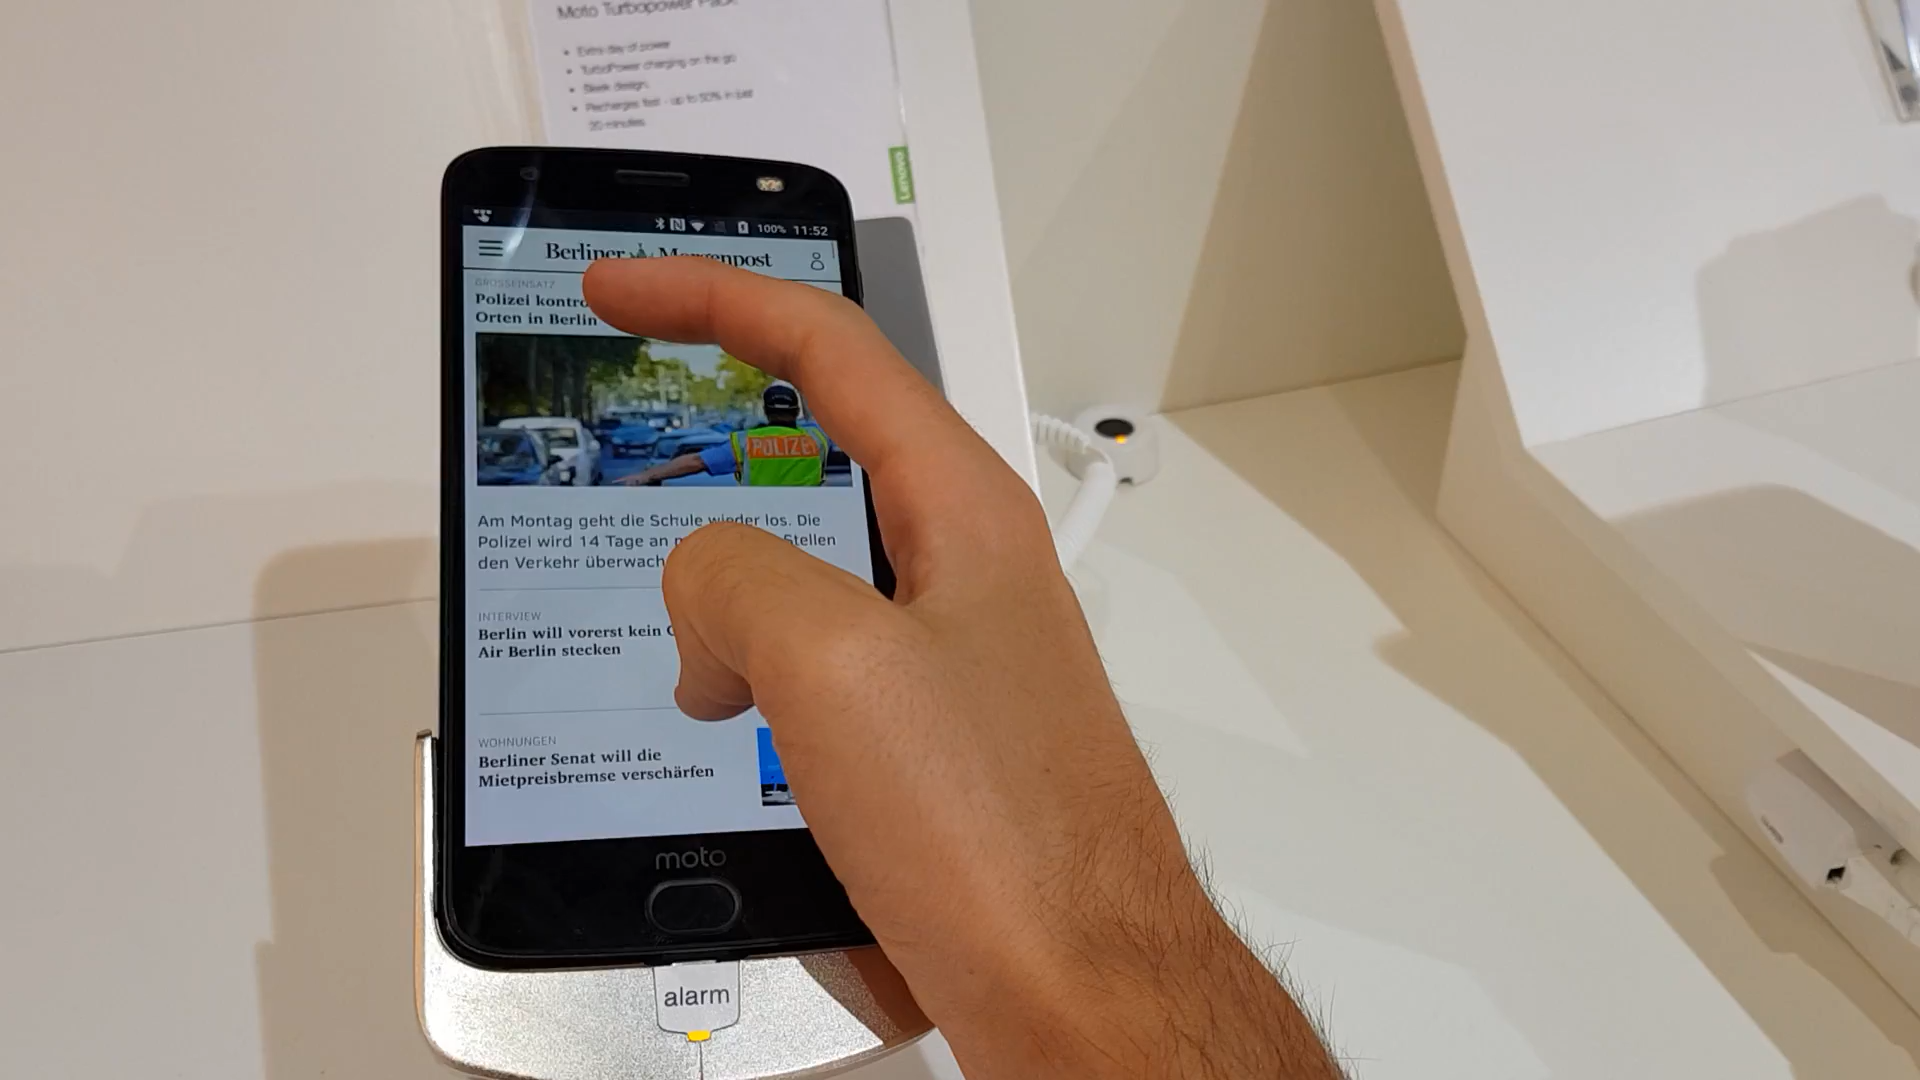 Moto Turbopower Pack
• Extra day of power
• TurboPower charging on the go
• Sleek design
• Recharges fast - up to 50% in just
20 minutes
Lenovo
100% 11:52
Berliner Morgenpost
GROSSEINSATZ
Polizei kontro
Orten in Berlin
POLIZEI
Am Montag geht die Schule wieder los. Die
Polizei wird 14 Tage an Stellen
den Verkehr überwach
INTERVIEW
Berlin will vorerst kein
Air Berlin stecken
WOHNUNGEN
Berliner Senat will die
Mietpreisbremse verschärfen
moto
alarm